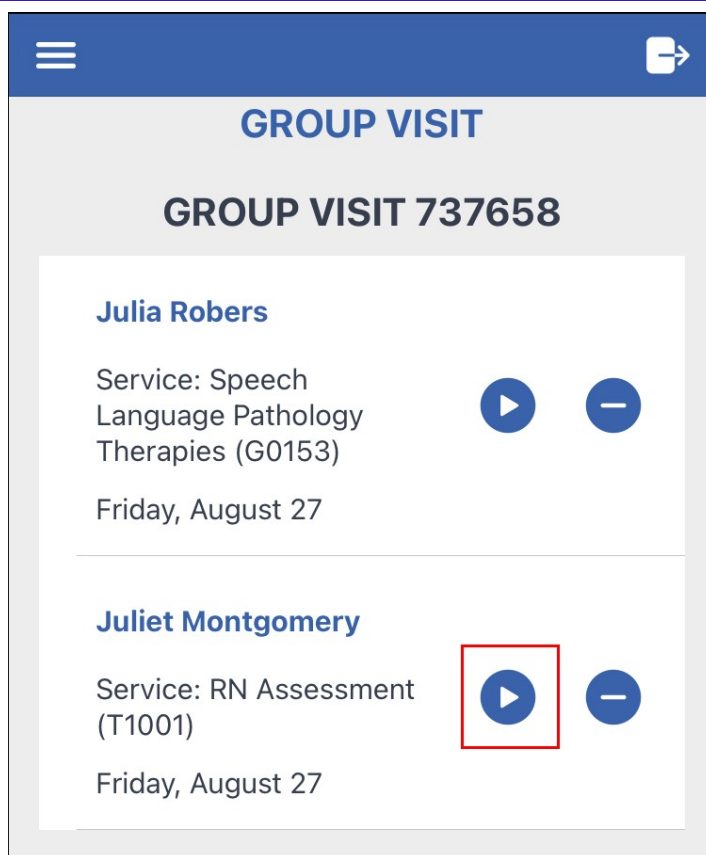 GROUP VISIT
GROUP VISIT 737658
Julia Robers
Service: Speech
Language Pathology
Therapies (G0153)
Friday, August 27
Juliet Montgomery
Service: RN Assessment
(T1001)
Friday, August 27